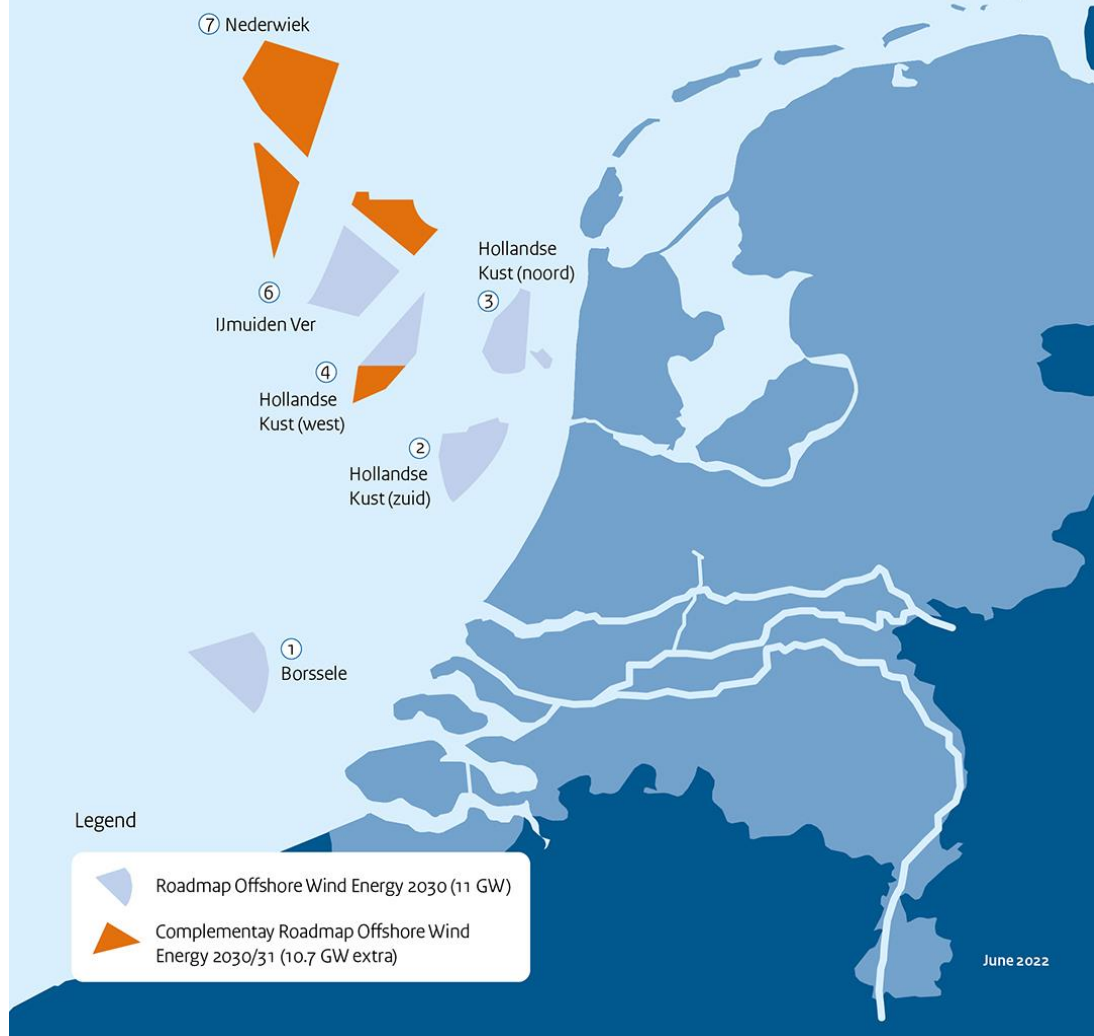 7 Nederwiek
Hollandse
Kust (noord)
3
6
IJmuiden Ver
4
Hollandse
Kust (west)
2
Hollandse
Kust (zuid)
1
Borssele
Legend
Roadmap Offshore Wind Energy 2030 (11 GW)
Complementay Roadmap Offshore Wind
Energy 2030/31 (10.7 GW extra)
June 2022